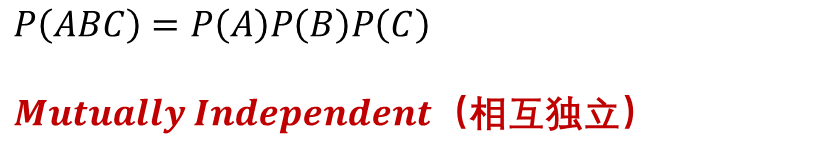 P(ABC) = P(A)P(B)P(C)
Mutually Independent（相互独立）